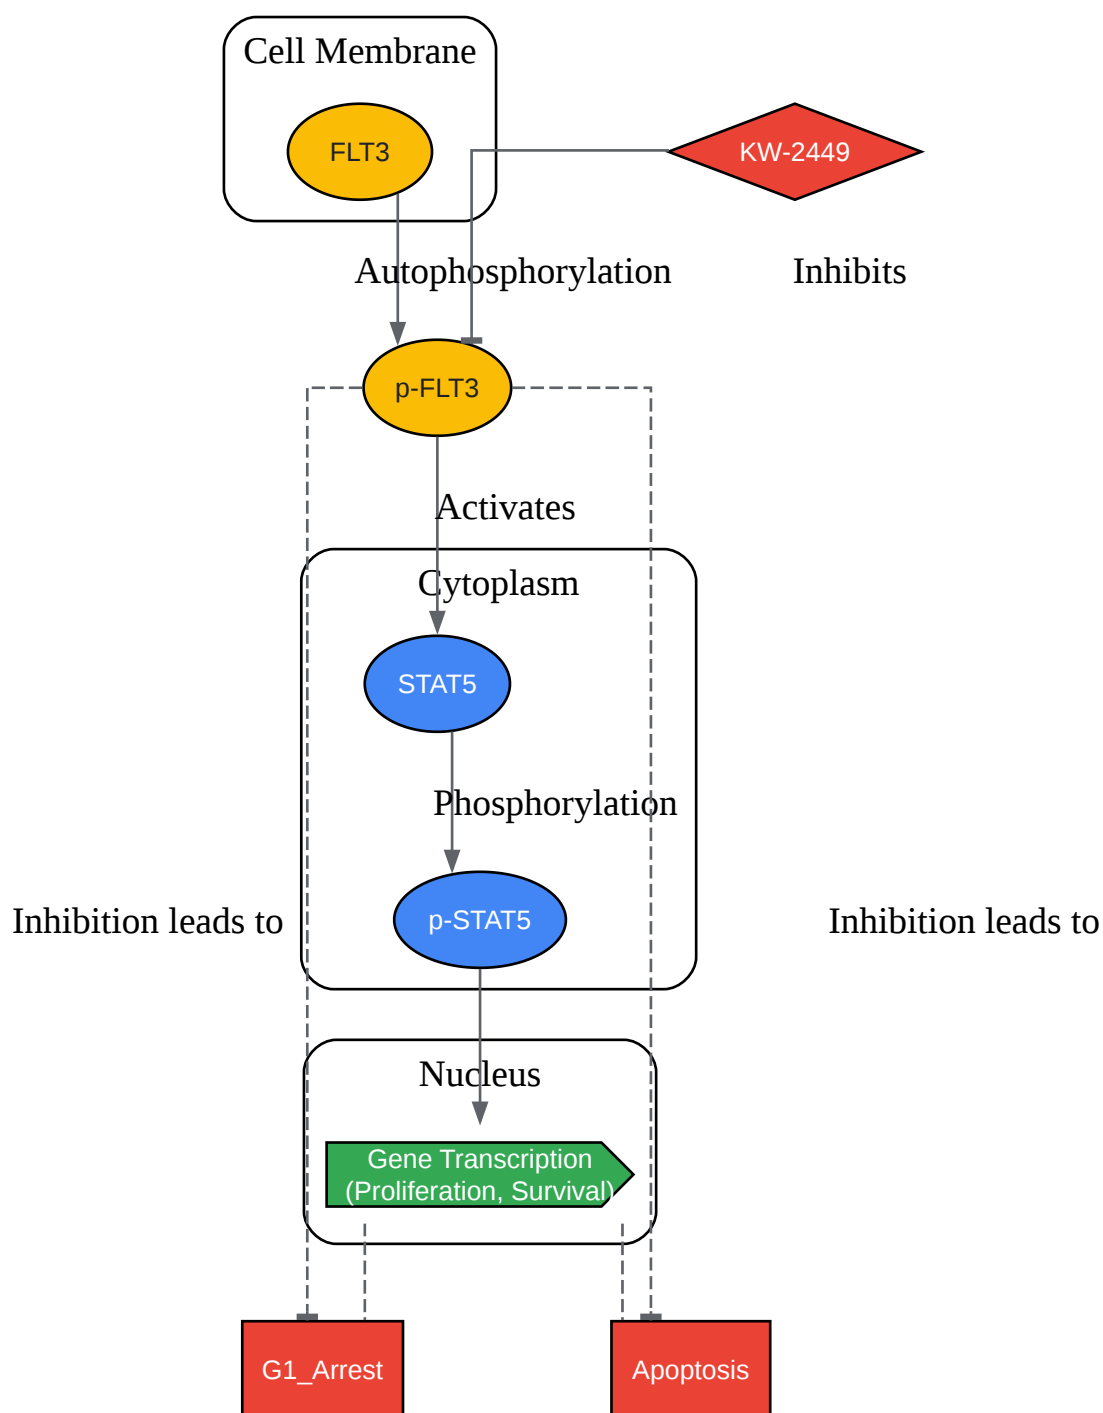 Cell Membrane
FLT3
KW-2449
Autophosphorylation
Inhibits
p-FLT3
Activates
Cytoplasm
STAT5
Phosphorylation
p-STAT5
Inhibition leads to
Inhibition leads to
Nucleus
Gene Transcription
(Proliferation, Survival)
G1_Arrest
Apoptosis